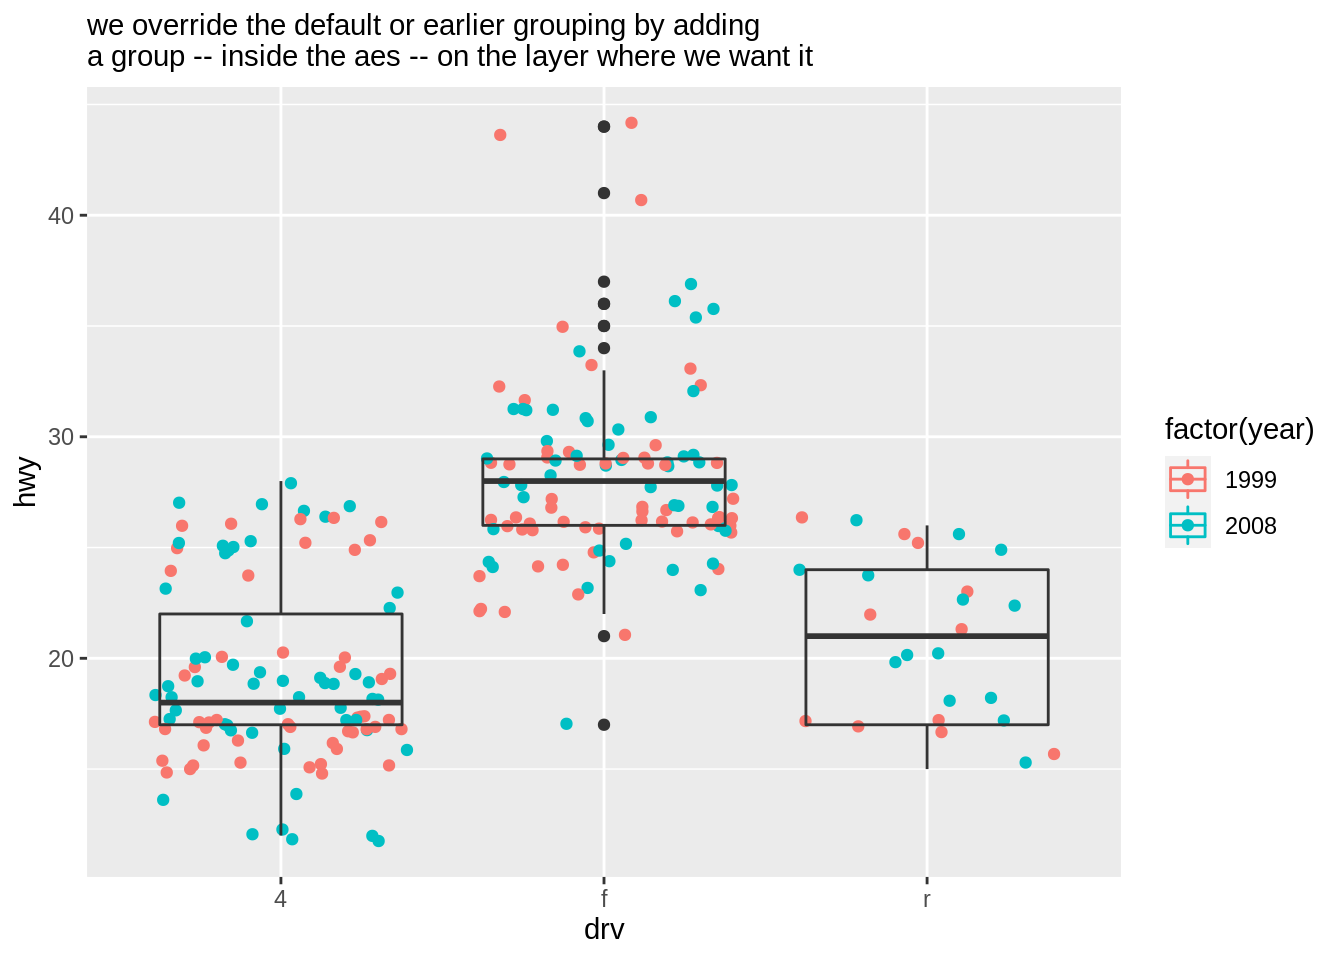 we override the default or earlier grouping by adding
a group -- inside the aes -- on the layer where we want it
40
30
20
hwy
4
f
r
drv
factor(year)
1999
2008